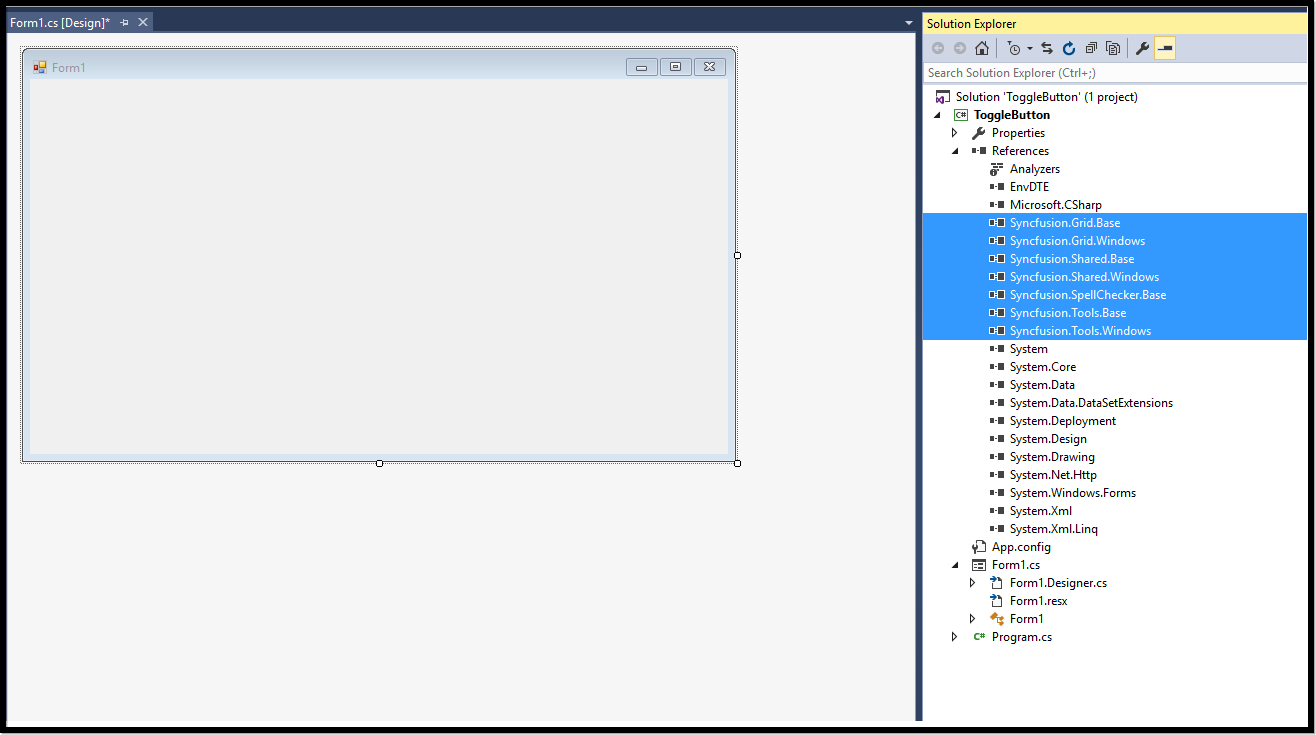 Form1.cs [Design]*
Form1
Solution Explorer
Search Solution Explorer (Ctrl+;)
Solution 'ToggleButton' (1 project)
C# ToggleButton
Properties
References
Analyzers
EnvDTE
Microsoft.CSharp
Syncfusion.Grid.Base
Syncfusion.Grid.Windows
Syncfusion.Shared.Base
Syncfusion.Shared.Windows
Syncfusion.SpellChecker.Base
Syncfusion.Tools.Base
Syncfusion.Tools.Windows
System
System.Core
System.Data
System.Data.DataSetExtensions
System.Deployment
System.Design
System.Drawing
System.Net.Http
System.Windows.Forms
System.Xml
System.Xml.Linq
App.config
Form1.cs
Form1.Designer.cs
Form1.resx
Form1
C# Program.cs